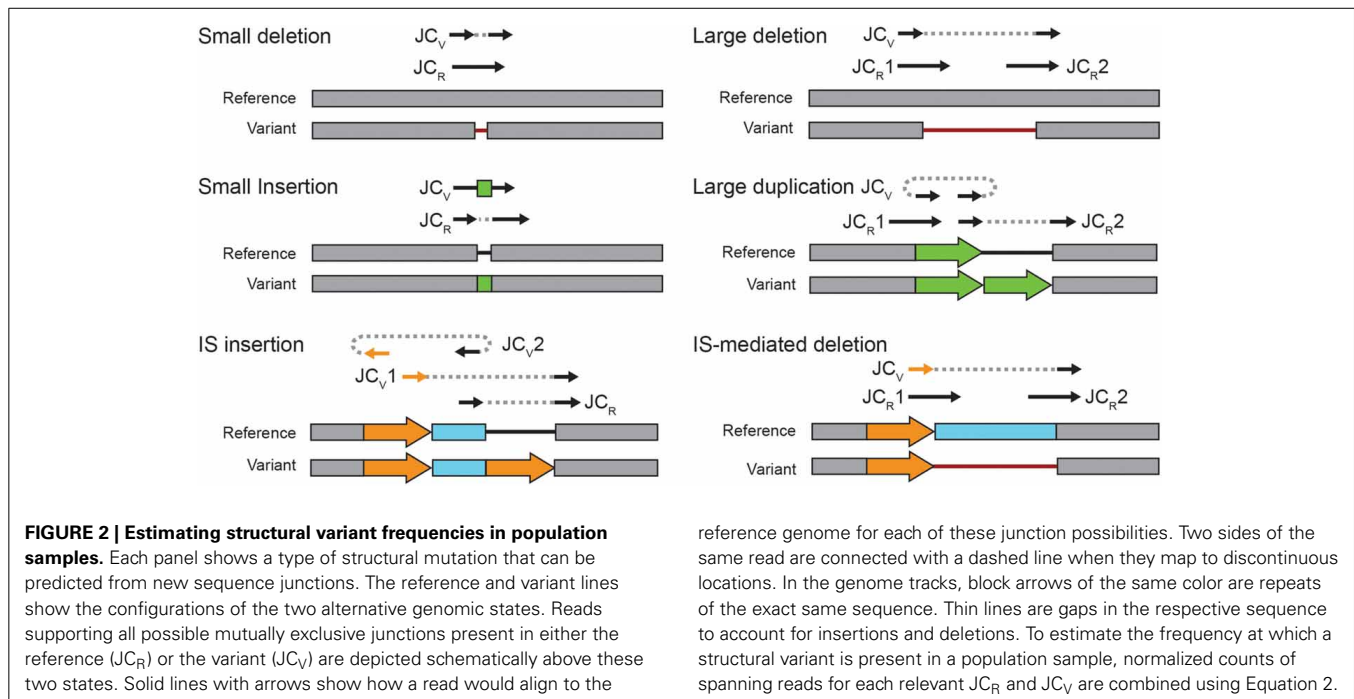 Small deletion
JC_V
JC_R
Reference
Variant
Large deletion
JC_V
JC_R1 JC_R2
Reference
Variant
Small Insertion
JC_V
JC_R
Reference
Variant
Large duplication JC_V
JC_R1 JC_R2
Reference
Variant
IS insertion
JC_V2
JC_V1
JC_R
Reference
Variant
IS-mediated deletion
JC_V
JC_R1 JC_R2
Reference
Variant
FIGURE 2 | Estimating structural variant frequencies in population
samples. Each panel shows a type of structural mutation that can be
predicted from new sequence junctions. The reference and variant lines
show the configurations of the two alternative genomic states. Reads
supporting all possible mutually exclusive junctions present in either the
reference (JC_R) or the variant (JC_V) are depicted schematically above these
two states. Solid lines with arrows show how a read would align to the
reference genome for each of these junction possibilities. Two sides of the
same read are connected with a dashed line when they map to discontinuous
locations. In the genome tracks, block arrows of the same color are repeats
of the exact same sequence. Thin lines are gaps in the respective sequence
to account for insertions and deletions. To estimate the frequency at which a
structural variant is present in a population sample, normalized counts of
spanning reads for each relevant JC_R and JC_V are combined using Equation 2.